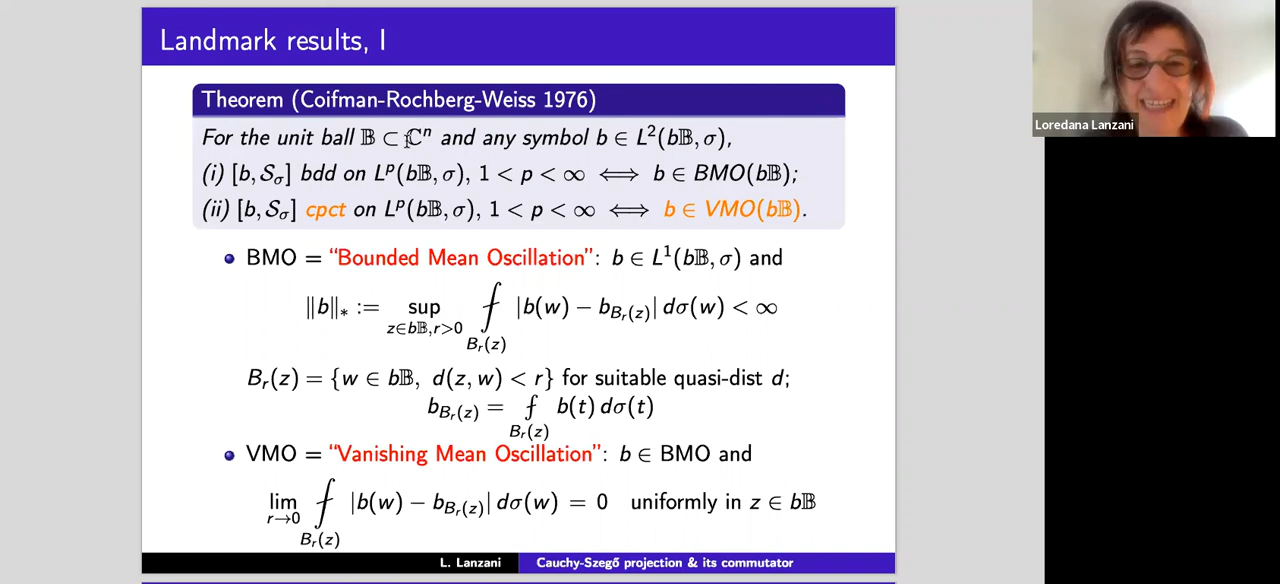 Landmark results, I
Theorem (Coifman-Rochberg-Weiss 1976)
For the unit ball 𝔹 ⊂ ℂⁿ and any symbol b ∈ L²(b𝔹, σ),
(i) [b, 𝒮_σ] bdd on Lᵖ(b𝔹, σ), 1 < p < ∞ ⟺ b ∈ BMO(b𝔹);
(ii) [b, 𝒮_σ] cpct on Lᵖ(b𝔹, σ), 1 < p < ∞ ⟺ b ∈ VMO(b𝔹).
BMO = "Bounded Mean Oscillation": b ∈ L¹(b𝔹, σ) and
‖b‖_* := sup_{z∈b𝔹, r>0} ⨍_{B_r(z)} |b(w) − b_{B_r(z)}| dσ(w) < ∞
B_r(z) = {w ∈ b𝔹, d(z, w) < r} for suitable quasi-dist d;
b_{B_r(z)} = ⨍_{B_r(z)} b(t) dσ(t)
VMO = "Vanishing Mean Oscillation": b ∈ BMO and
lim_{r→0} ⨍_{B_r(z)} |b(w) − b_{B_r(z)}| dσ(w) = 0 uniformly in z ∈ b𝔹
L. Lanzani Cauchy-Szegő projection & its commutator
Loredana Lanzani